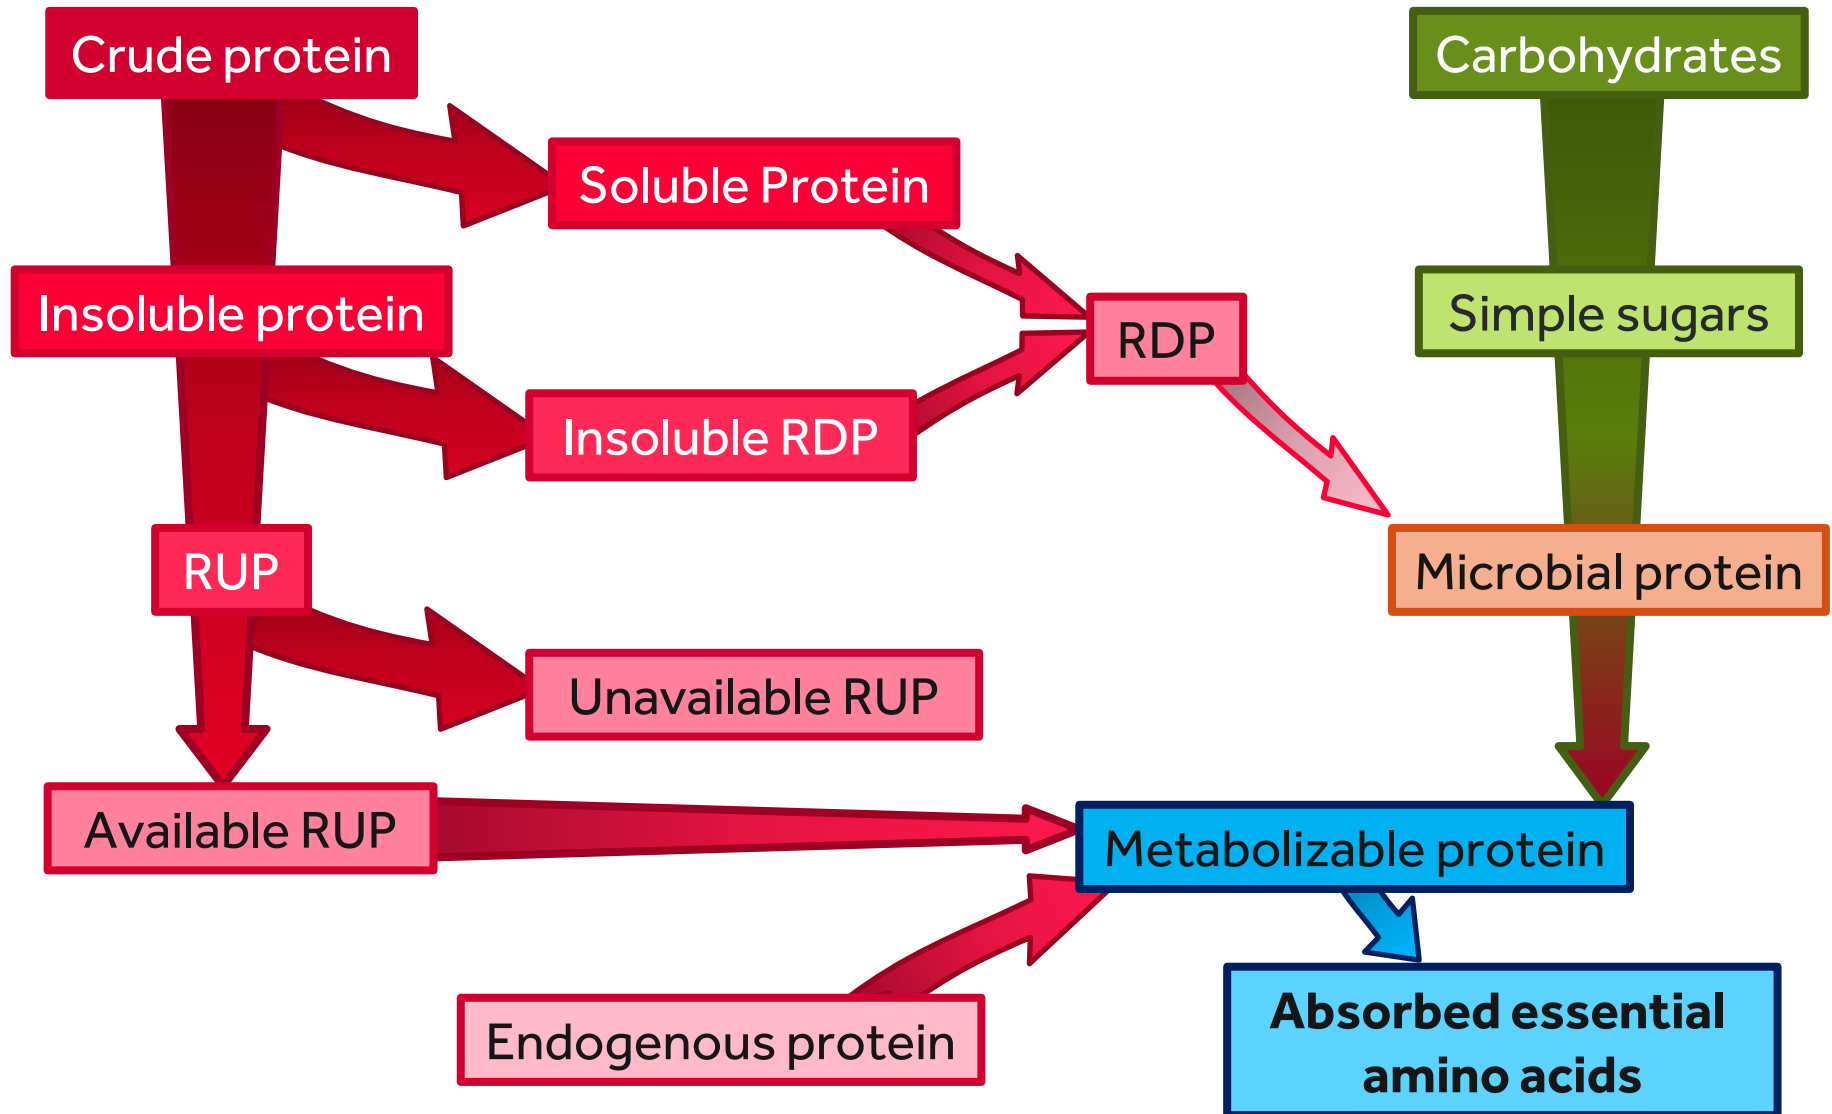 Crude protein
Carbohydrates
Soluble Protein
Insoluble protein
Simple sugars
RDP
Insoluble RDP
RUP
Microbial protein
Unavailable RUP
Available RUP
Metabolizable protein
Endogenous protein
Absorbed essential
amino acids